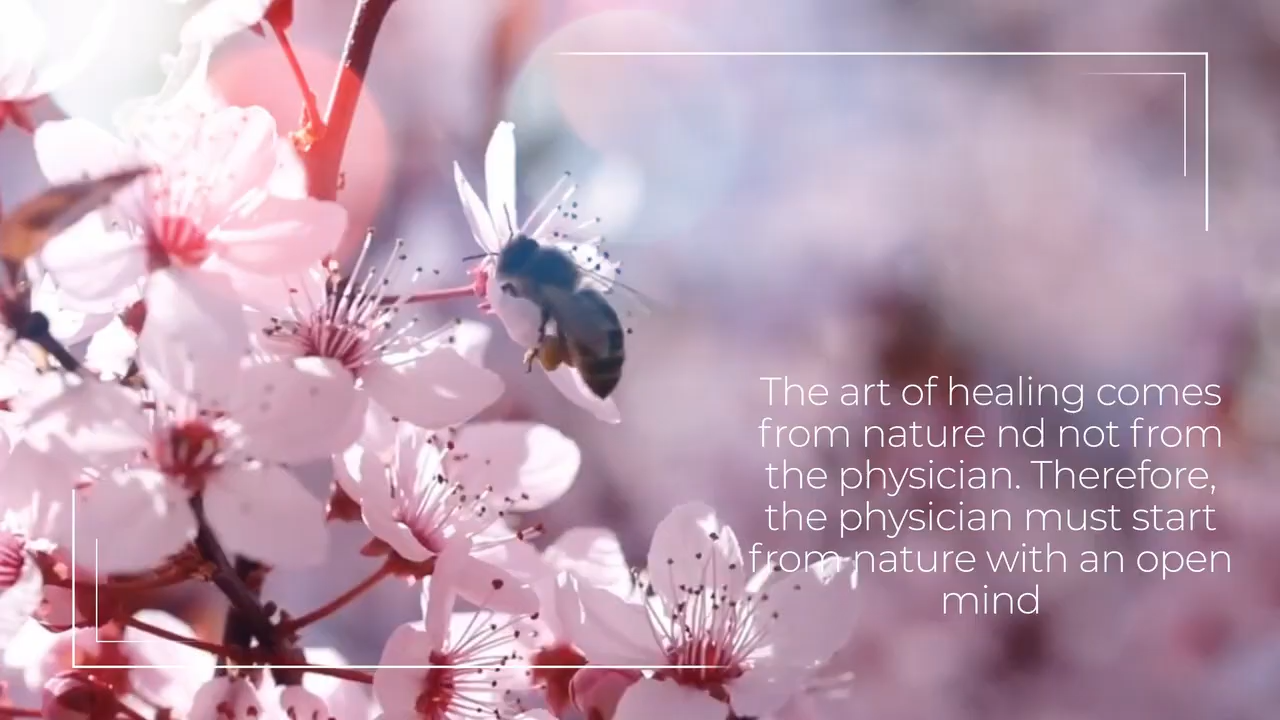 The art of healing comes
from nature nd not from
the physician. Therefore,
the physician must start
from nature with an open
mind